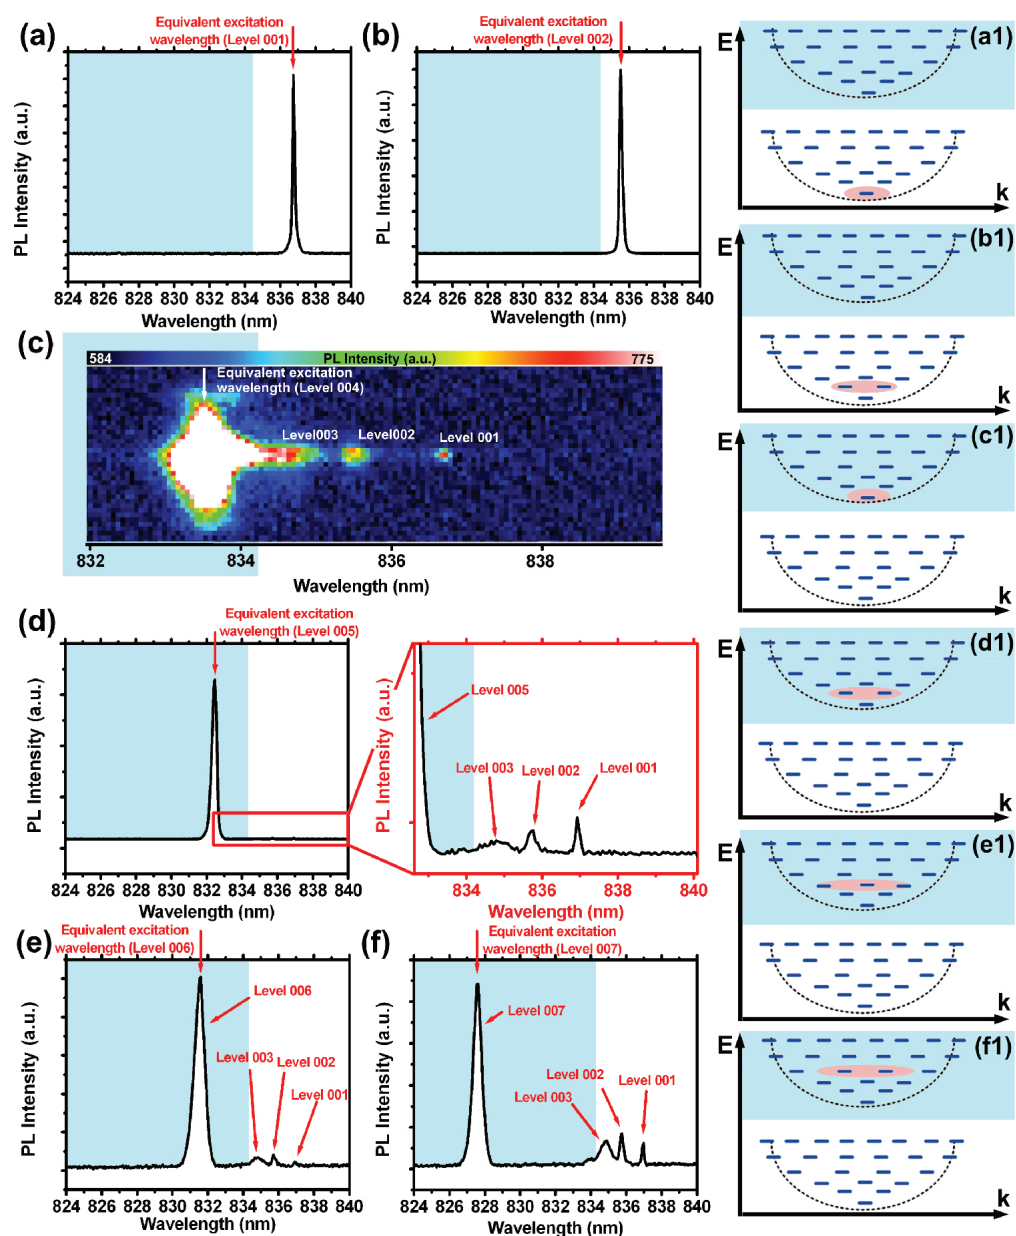 (a)
Equivalent excitation
wavelength (Level 001)
PL Intensity (a.u.)
824 826 828 830 832 834 836 838 840
Wavelength (nm)
(b)
Equivalent excitation
wavelength (Level 002)
PL Intensity (a.u.)
824 826 828 830 832 834 836 838 840
Wavelength (nm)
(c)
584 PL Intensity (a.u.) 775
Equivalent excitation
wavelength (Level 004)
Level003 Level002 Level 001
832 834 836 838
Wavelength (nm)
(d)
Equivalent excitation
wavelength (Level 005)
PL Intensity (a.u.)
824 826 828 830 832 834 836 838 840
Wavelength (nm)
PL Intensity (a.u.)
Level 005
Level 003 Level 002 Level 001
834 836 838 840
Wavelength (nm)
(e)
Equivalent excitation
wavelength (Level 006)
PL Intensity (a.u.)
Level 006
Level 003 Level 002
Level 001
824 826 828 830 832 834 836 838 840
Wavelength (nm)
(f)
Equivalent excitation
wavelength (Level 007)
PL Intensity (a.u.)
Level 007
Level 002 Level 001
Level 003
824 826 828 830 832 834 836 838 840
Wavelength (nm)
E (a1)
k
E (b1)
k
E (c1)
k
E (d1)
k
E (e1)
k
E (f1)
k